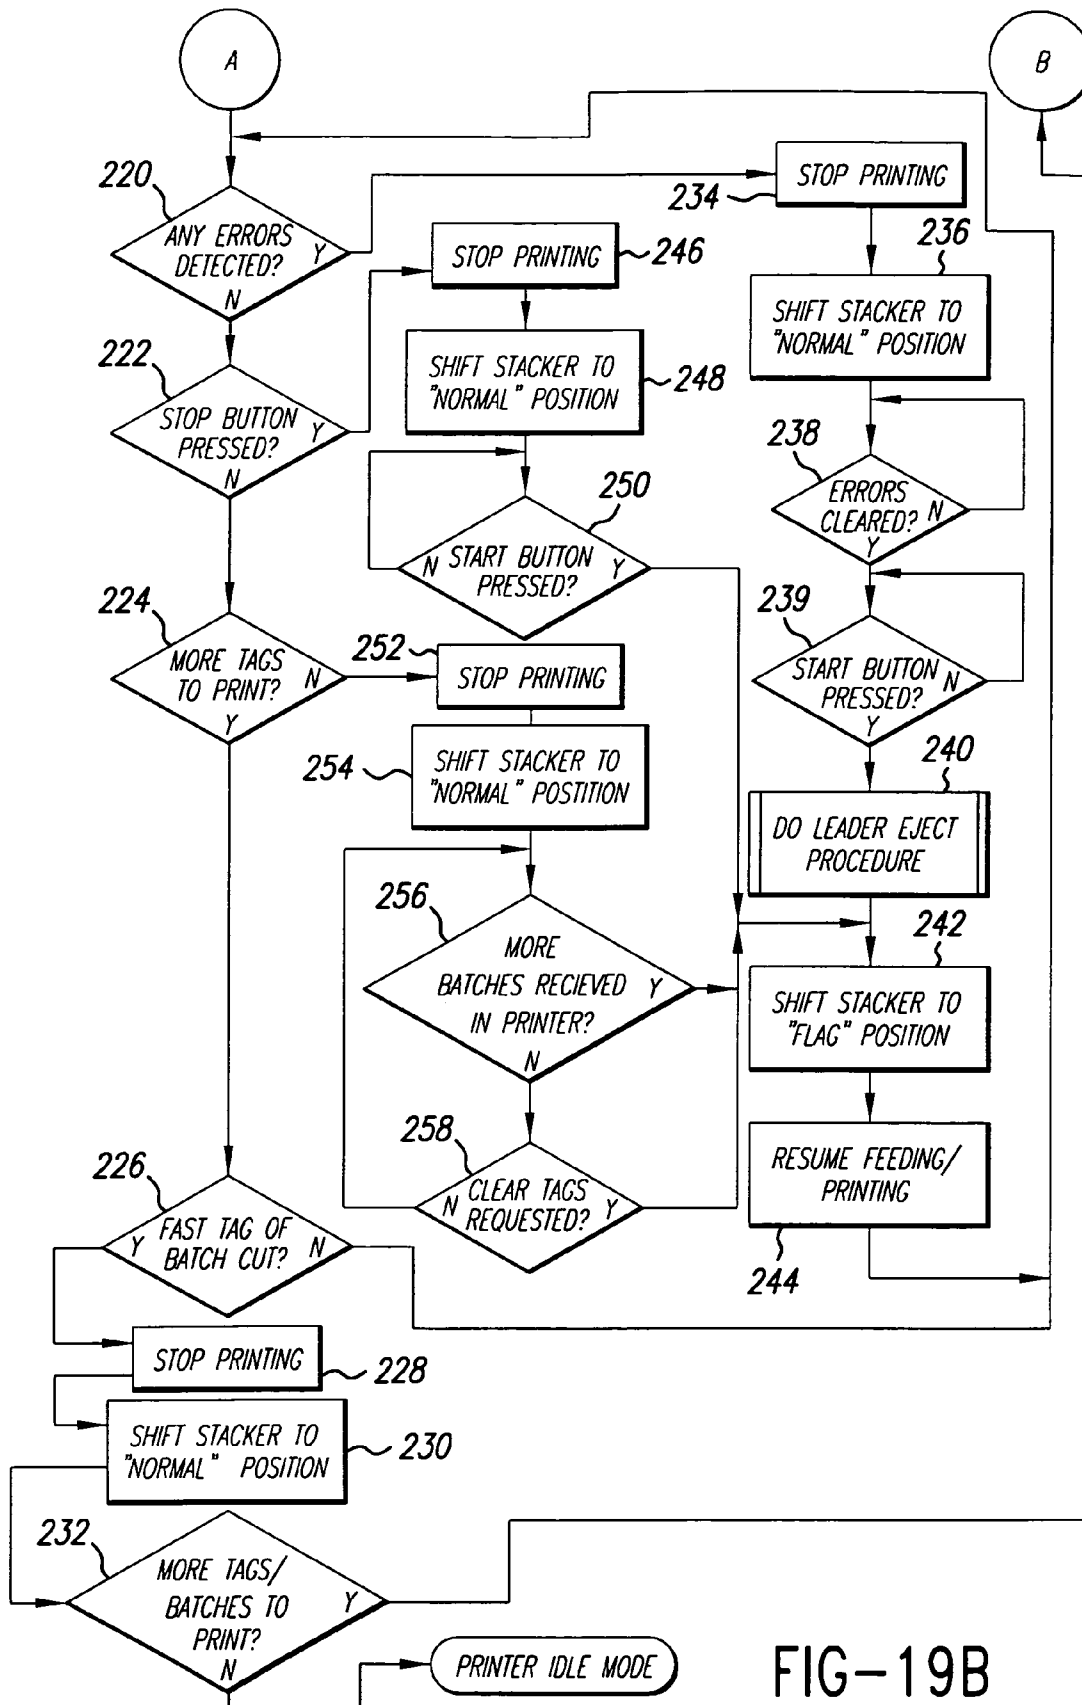 A
B
220
ANY ERRORS
DETECTED?
Y
N
234
STOP PRINTING
STOP PRINTING
246
236
SHIFT STACKER TO
"NORMAL" POSITION
222
STOP BUTTON
PRESSED?
Y
N
SHIFT STACKER TO
"NORMAL" POSITION
248
238
ERRORS
CLEARED?
N
Y
250
N
START BUTTON
PRESSED?
Y
239
START BUTTON
PRESSED?
N
Y
224
MORE TAGS
TO PRINT?
N
Y
252
STOP PRINTING
254
SHIFT STACKER TO
"NORMAL" POSTITION
240
DO LEADER EJECT
PROCEDURE
256
MORE
BATCHES RECIEVED
IN PRINTER?
Y
N
242
SHIFT STACKER TO
"FLAG" POSITION
258
N
CLEAR TAGS
REQUESTED?
Y
RESUME FEEDING/
PRINTING
244
226
Y
FAST TAG OF
BATCH CUT?
N
STOP PRINTING
228
SHIFT STACKER TO
"NORMAL" POSITION
230
232
MORE TAGS/
BATCHES TO
PRINT?
Y
N
PRINTER IDLE MODE
FIG-19B